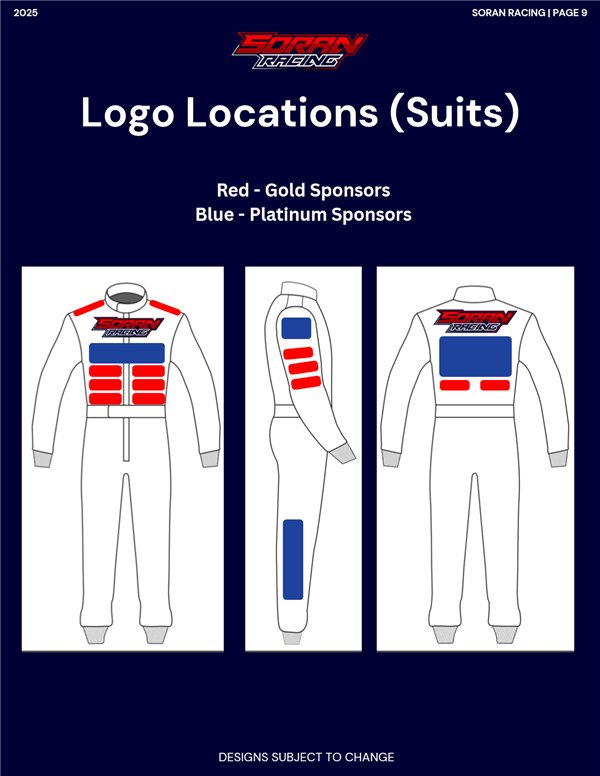 2025
SORAN RACING | PAGE 9
SORAN
RACING
Logo Locations (Suits)
Red - Gold Sponsors
Blue - Platinum Sponsors
SORAN
RACING
SORAN
RACING
DESIGNS SUBJECT TO CHANGE